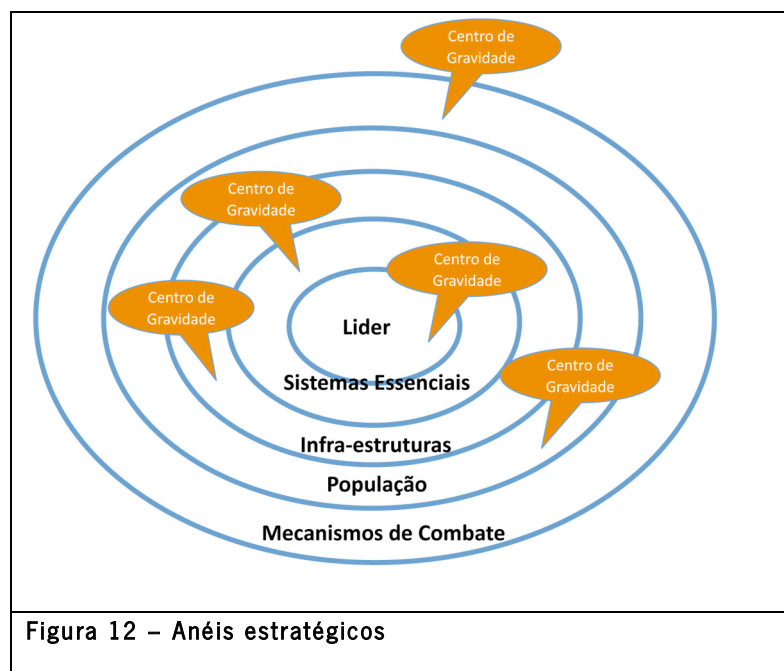 Centro de
Gravidade
Centro de
Gravidade
Centro de
Gravidade
Centro de
Gravidade
Lider
Centro de
Gravidade
Sistemas Essenciais
Infra-estruturas
População
Mecanismos de Combate
Figura 12 – Anéis estratégicos